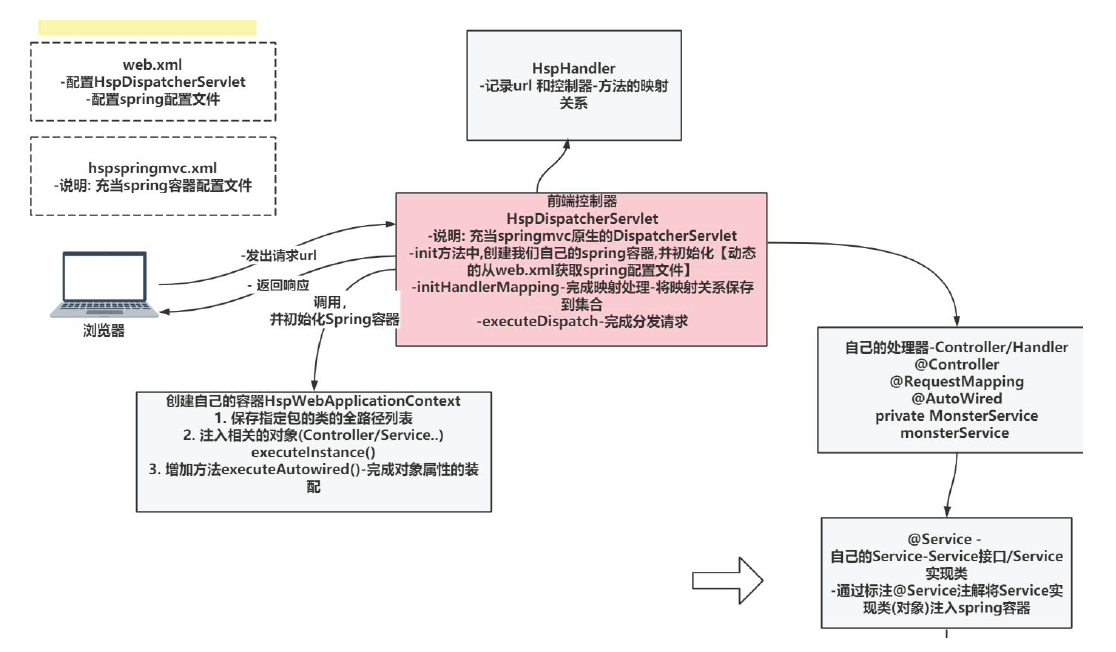 web.xml
-配置HspDispatcherServlet
-配置spring配置文件
hspspringmvc.xml
-说明: 充当spring容器配置文件
HspHandler
-记录url 和控制器-方法的映射
关系
前端控制器
HspDispatcherServlet
-说明: 充当springmvc原生的DispatcherServlet
-init方法中,创建我们自己的spring容器,并初始化【动态
的从web.xml获取spring配置文件】
-initHandlerMapping-完成映射处理-将映射关系保存
到集合
-executeDispatch-完成分发请求
-发出请求url
- 返回响应
调用，
并初始化Spring容器
浏览器
创建自己的容器HspWebApplicationContext
1. 保存指定包的类的全路径列表
2. 注入相关的对象(Controller/Service..)
executeInstance()
3. 增加方法executeAutowired()-完成对象属性的装
配
自己的处理器-Controller/Handler
@Controller
@RequestMapping
@AutoWired
private MonsterService
monsterService
@Service -
自己的Service-Service接口/Service
实现类
-通过标注@Service注解将Service实
现类(对象)注入spring容器